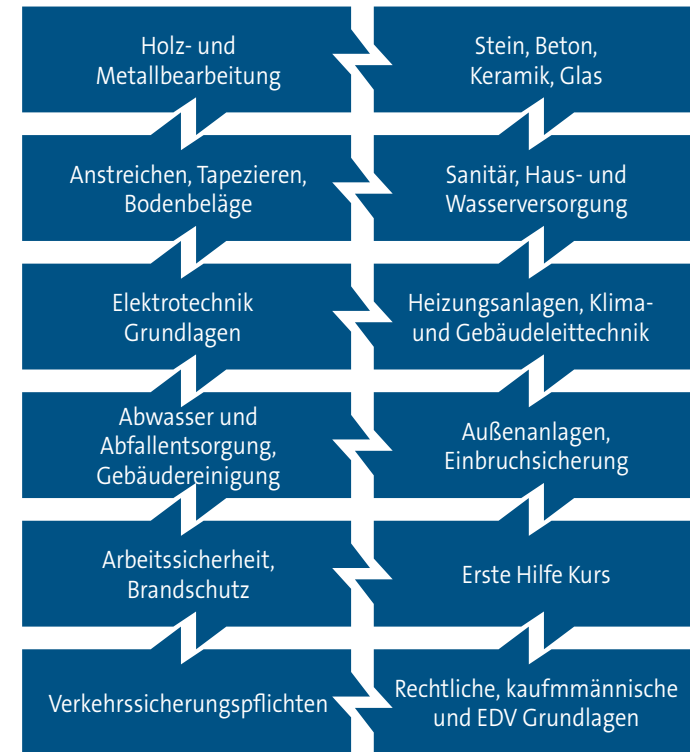 Holz- und
Metallbearbeitung
Stein, Beton,
Keramik, Glas
Anstreichen, Tapezieren,
Bodenbeläge
Sanitär, Haus- und
Wasserversorgung
Elektrotechnik
Grundlagen
Heizungsanlagen, Klima-
und Gebäudeleittechnik
Abwasser und
Abfallentsorgung,
Gebäudereinigung
Außenanlagen,
Einbruchsicherung
Arbeitssicherheit,
Brandschutz
Erste Hilfe Kurs
Verkehrssicherungspflichten
Rechtliche, kaufmmännische
und EDV Grundlagen